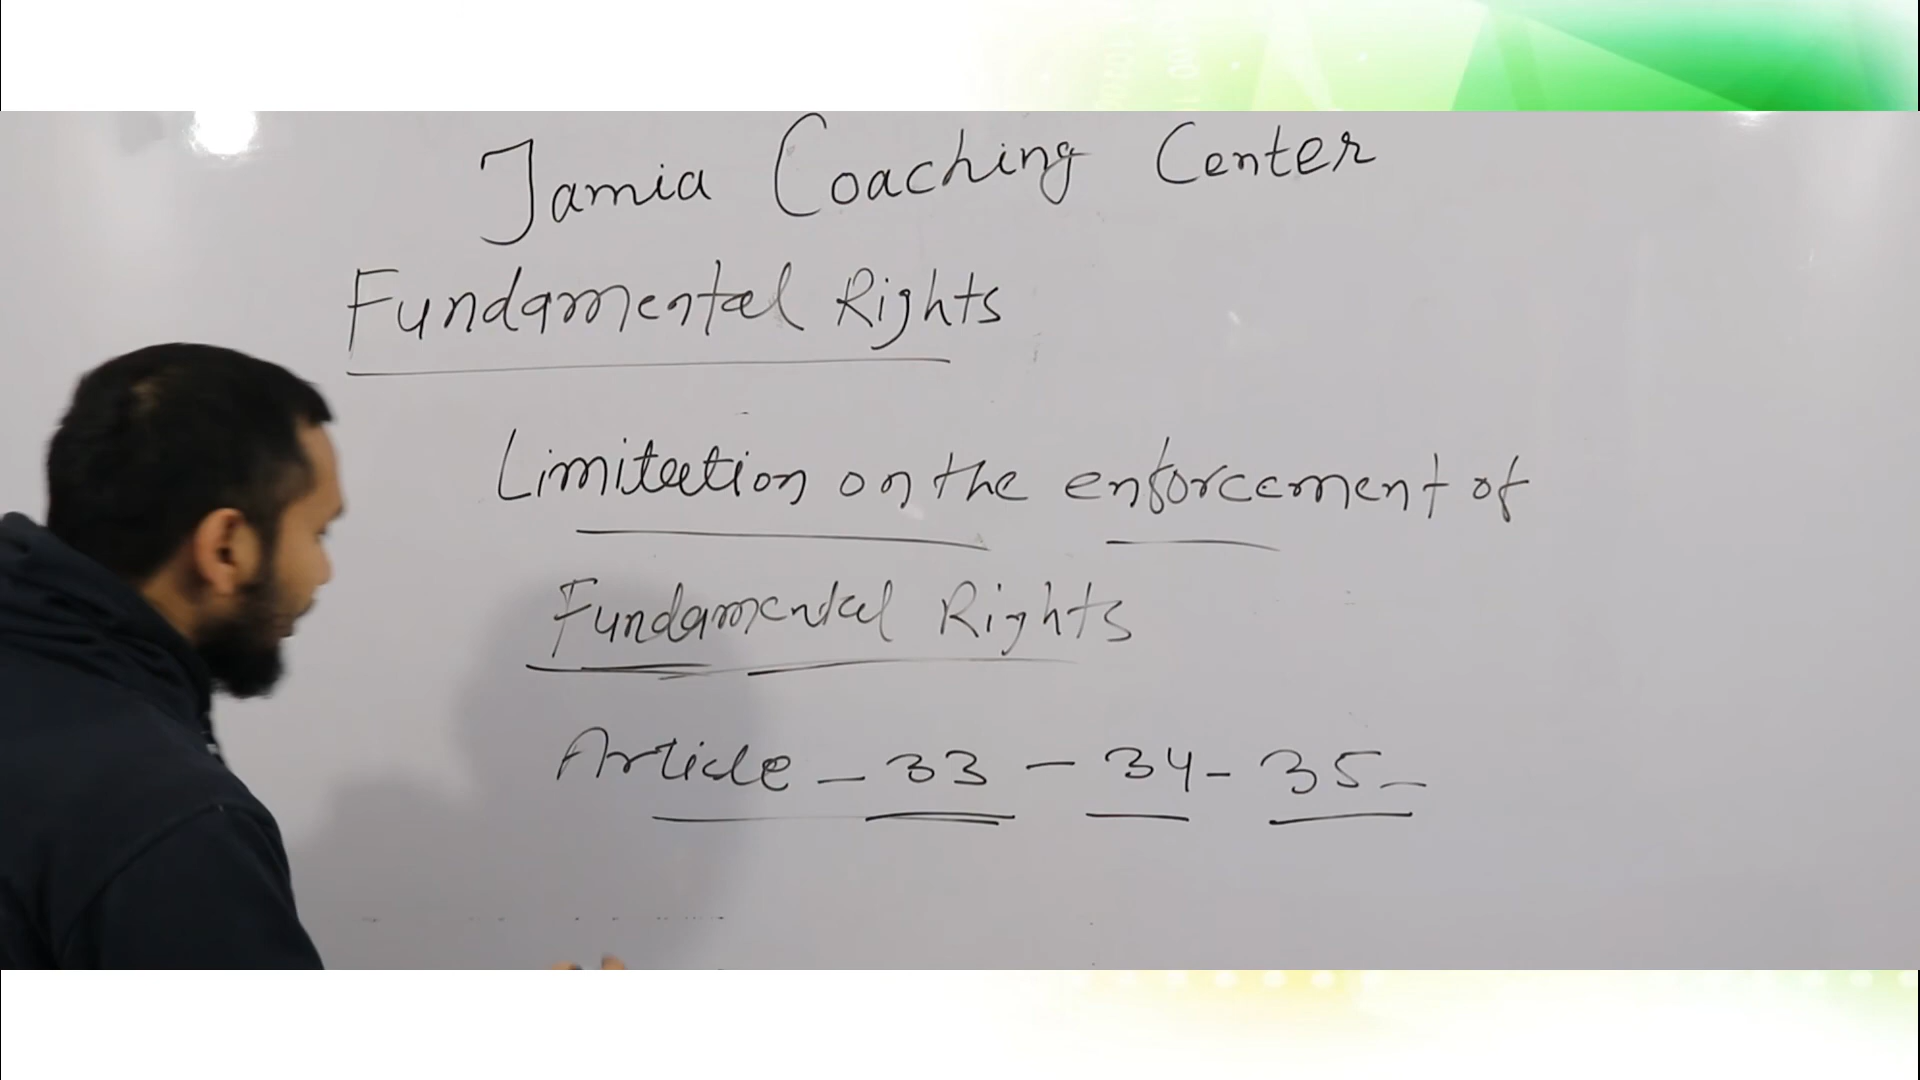 Jamia Coaching Center
Fundamental Rights
Limitation on the enforcement of
Fundamental Rights
Article - 33 - 34 - 35 -